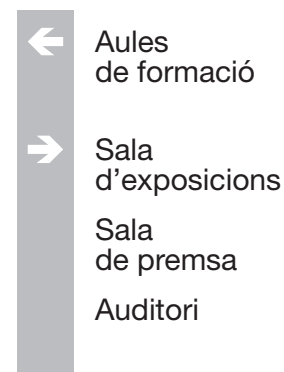 Aules
de formació
Sala
d’exposicions
Sala
de premsa
Auditori